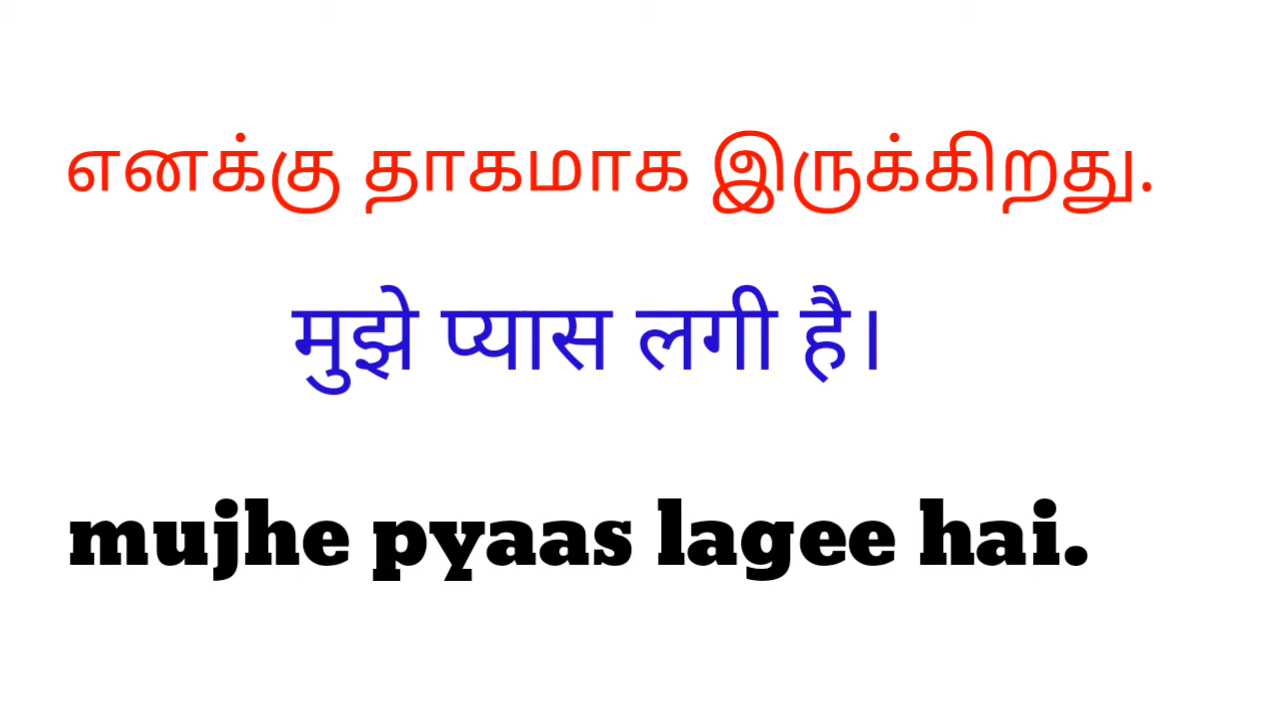 எனக்கு தாகமாக இருக்கிறது.
मुझे प्यास लगी है।
mujhe pyaas lagee hai.